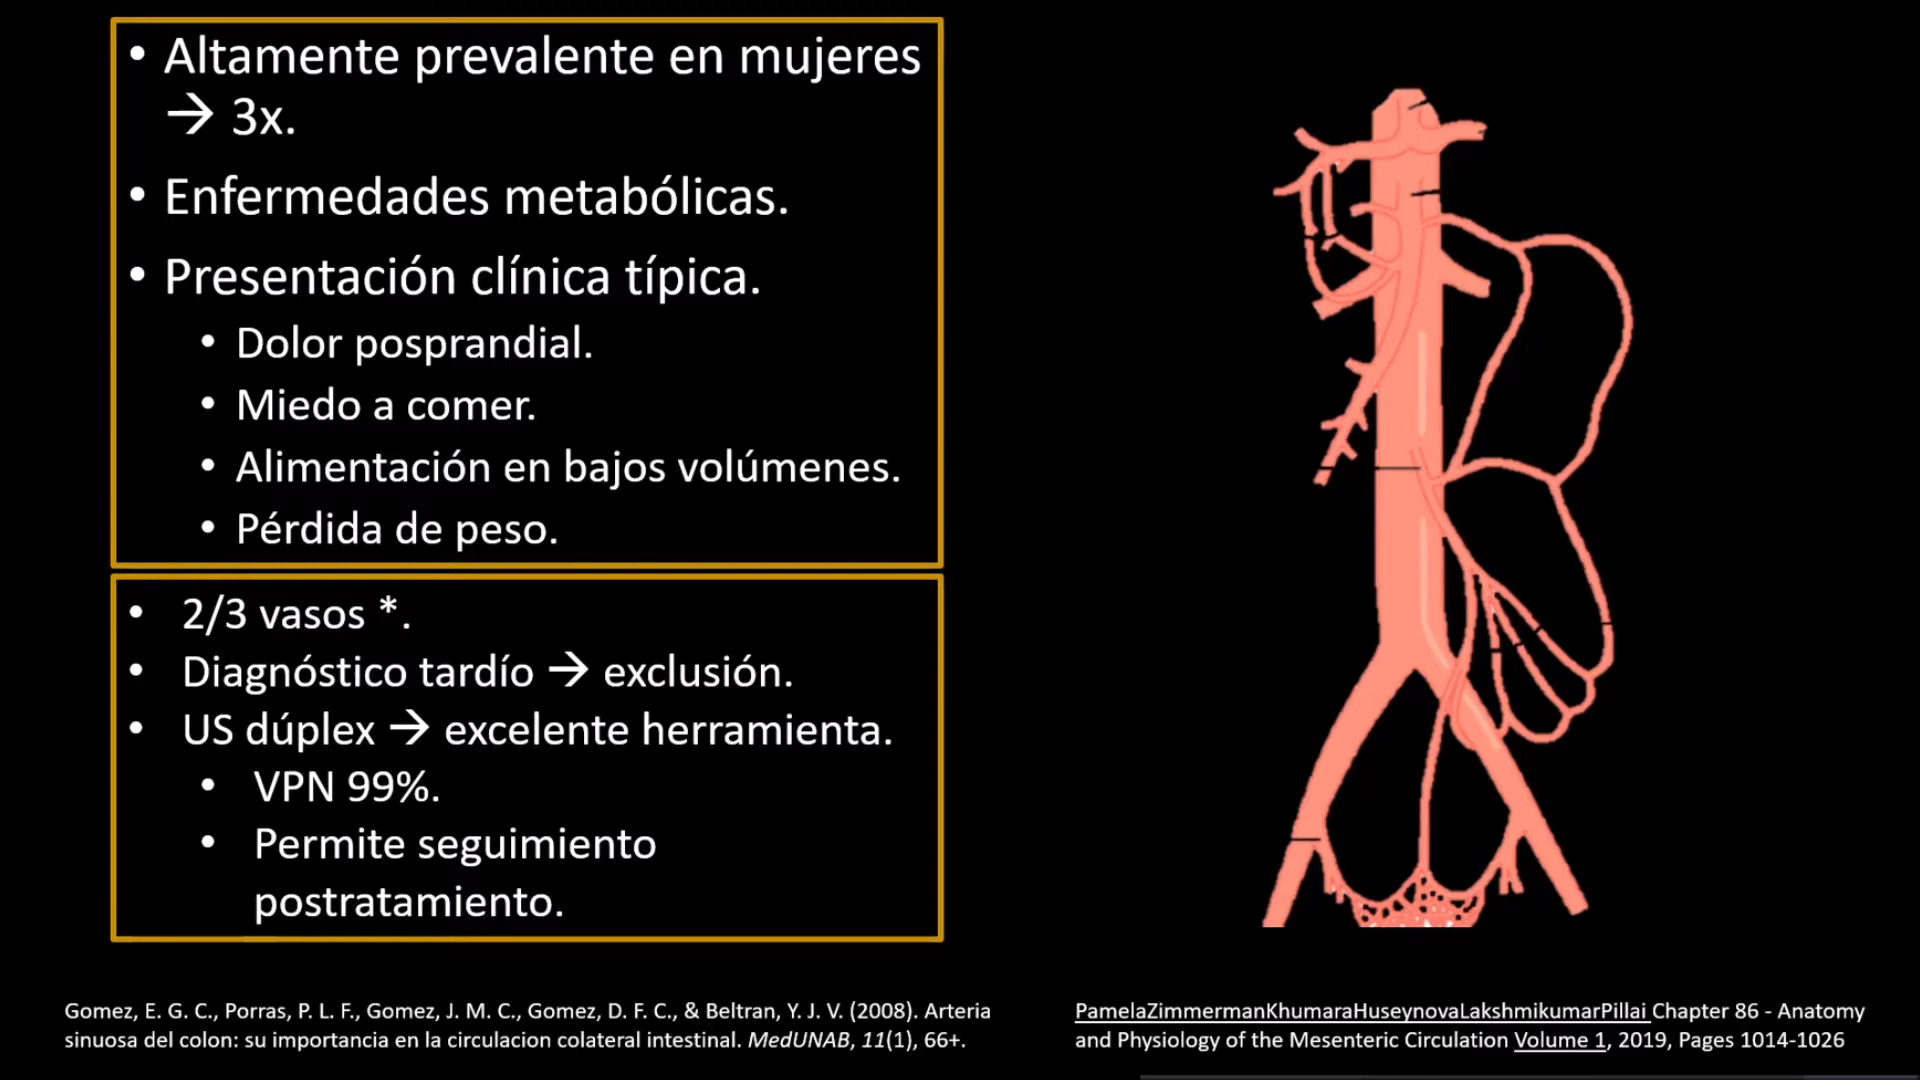 • Altamente prevalente en mujeres
→ 3x.
• Enfermedades metabólicas.
• Presentación clínica típica.
• Dolor posprandial.
• Miedo a comer.
• Alimentación en bajos volúmenes.
• Pérdida de peso.
• 2/3 vasos *.
• Diagnóstico tardío → exclusión.
• US dúplex → excelente herramienta.
• VPN 99%.
• Permite seguimiento
postratamiento.
Gomez, E. G. C., Porras, P. L. F., Gomez, J. M. C., Gomez, D. F. C., & Beltran, Y. J. V. (2008). Arteria
sinuosa del colon: su importancia en la circulacion colateral intestinal. MedUNAB, 11(1), 66+.
PamelaZimmermanKhumaraHuseynovaLakshmikumarPillai Chapter 86 - Anatomy
and Physiology of the Mesenteric Circulation Volume 1, 2019, Pages 1014-1026